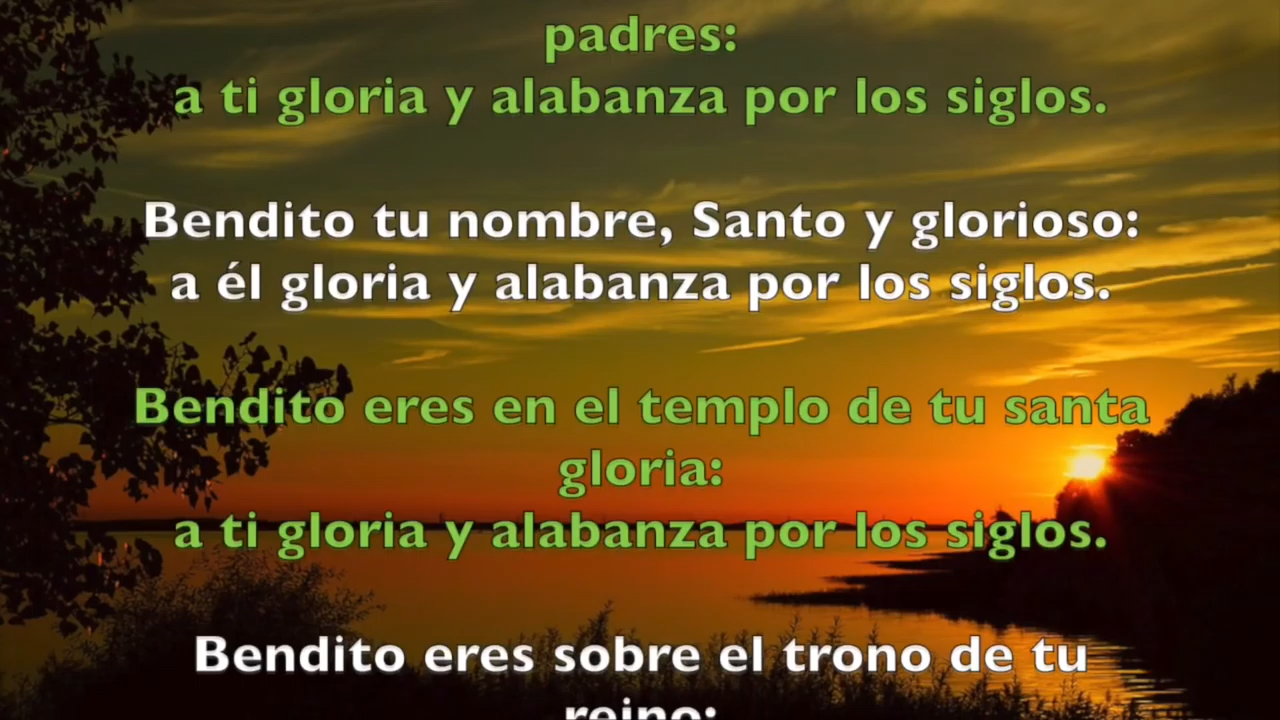 padres:
a ti gloria y alabanza por los siglos.
Bendito tu nombre, Santo y glorioso:
a él gloria y alabanza por los siglos.
Bendito eres en el templo de tu santa
gloria:
a ti gloria y alabanza por los siglos.
Bendito eres sobre el trono de tu
reino: